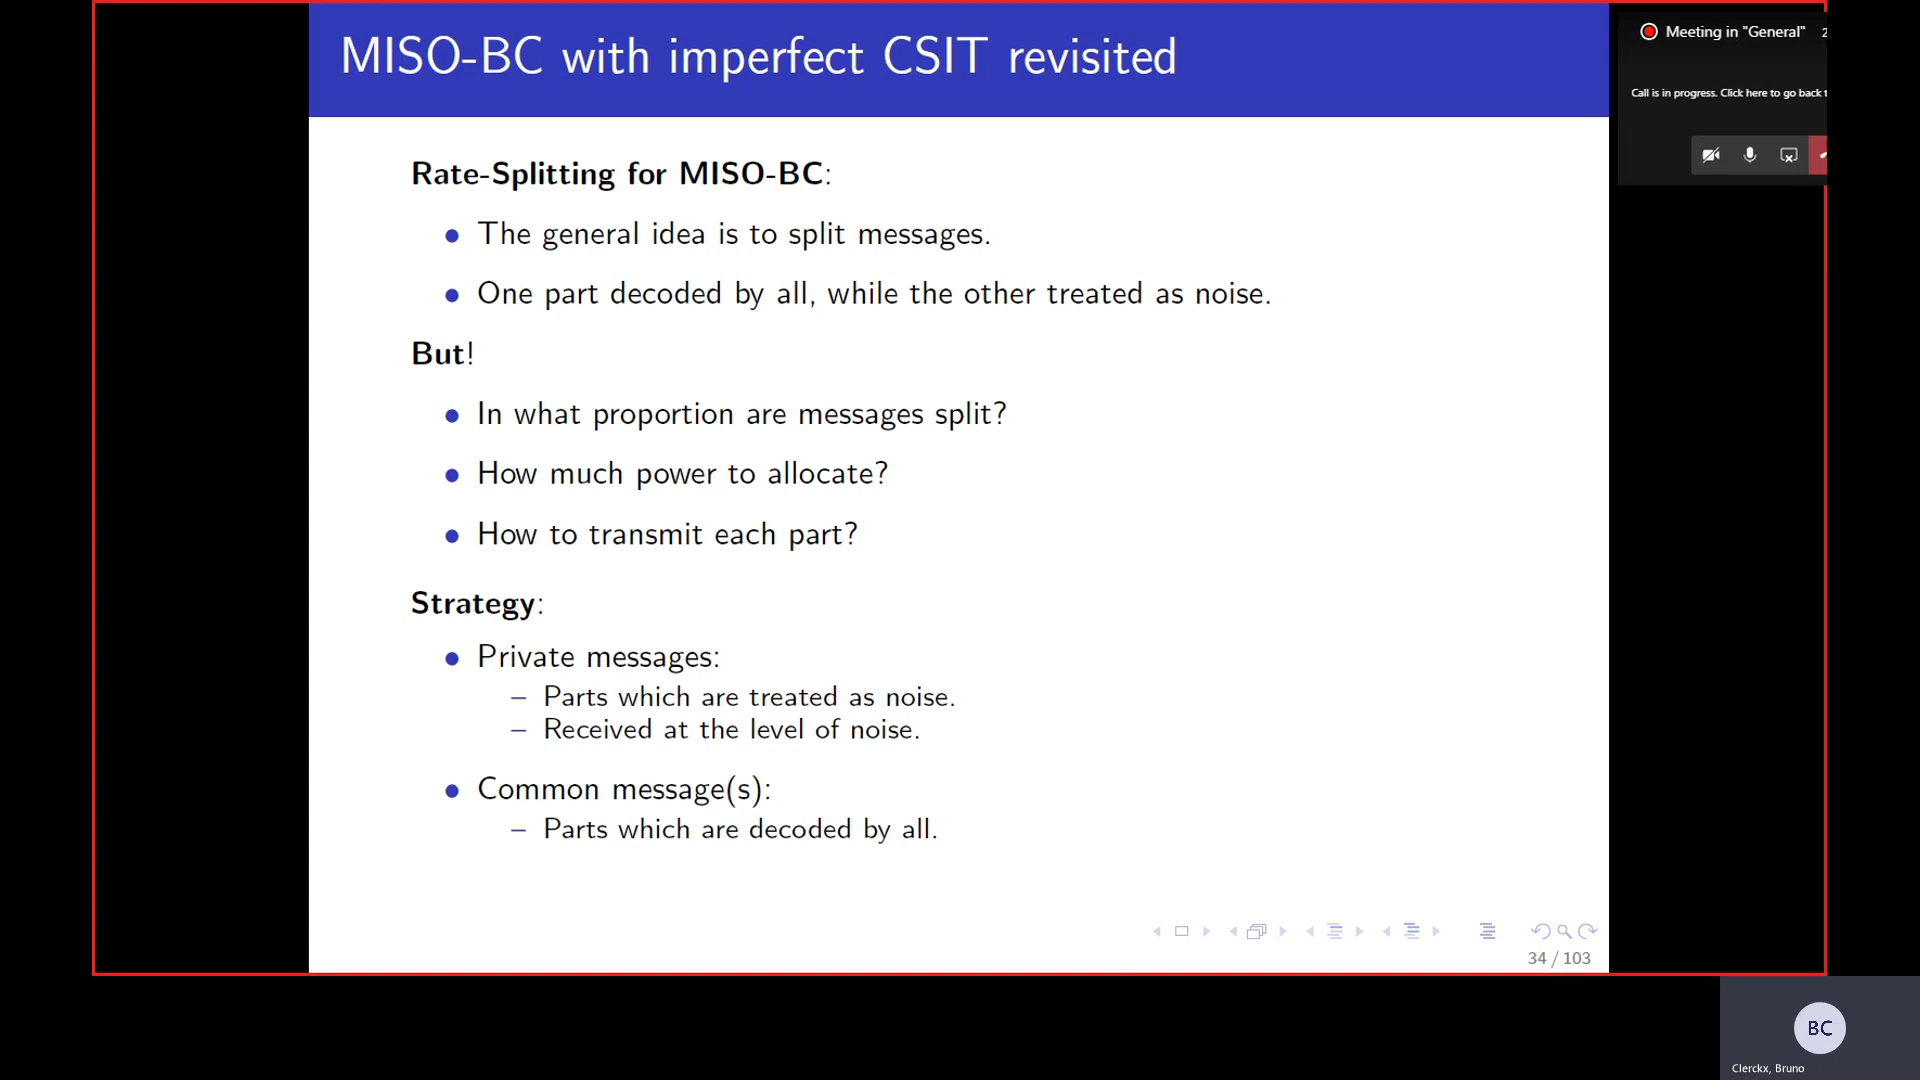 MISO-BC with imperfect CSIT revisited
Meeting in "General"
Call is in progress. Click here to go back
Rate-Splitting for MISO-BC:
• The general idea is to split messages.
• One part decoded by all, while the other treated as noise.
But!
• In what proportion are messages split?
• How much power to allocate?
• How to transmit each part?
Strategy:
• Private messages:
– Parts which are treated as noise.
– Received at the level of noise.
• Common message(s):
– Parts which are decoded by all.
34 / 103
BC
Clerckx, Bruno